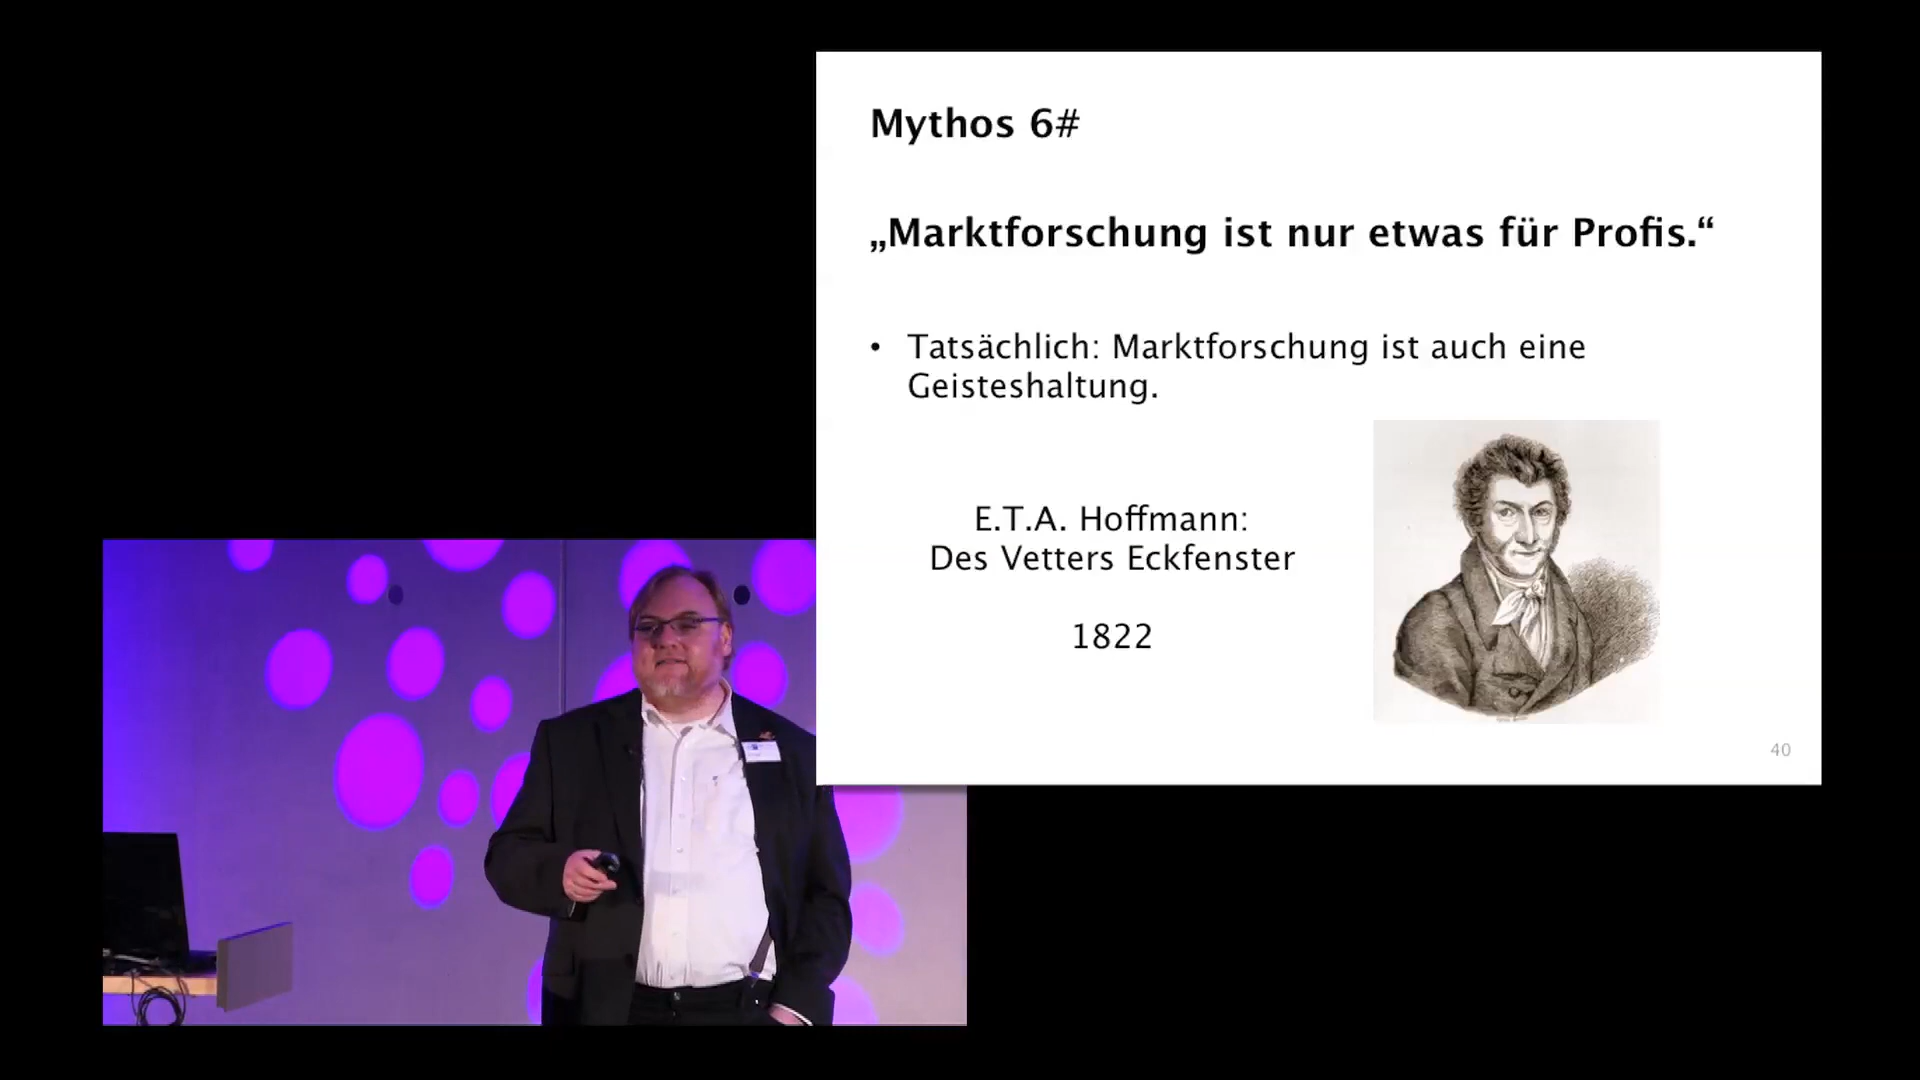 Mythos 6#
„Marktforschung ist nur etwas für Profis.“
• Tatsächlich: Marktforschung ist auch eine
Geisteshaltung.
E.T.A. Hoffmann:
Des Vetters Eckfenster
1822
40